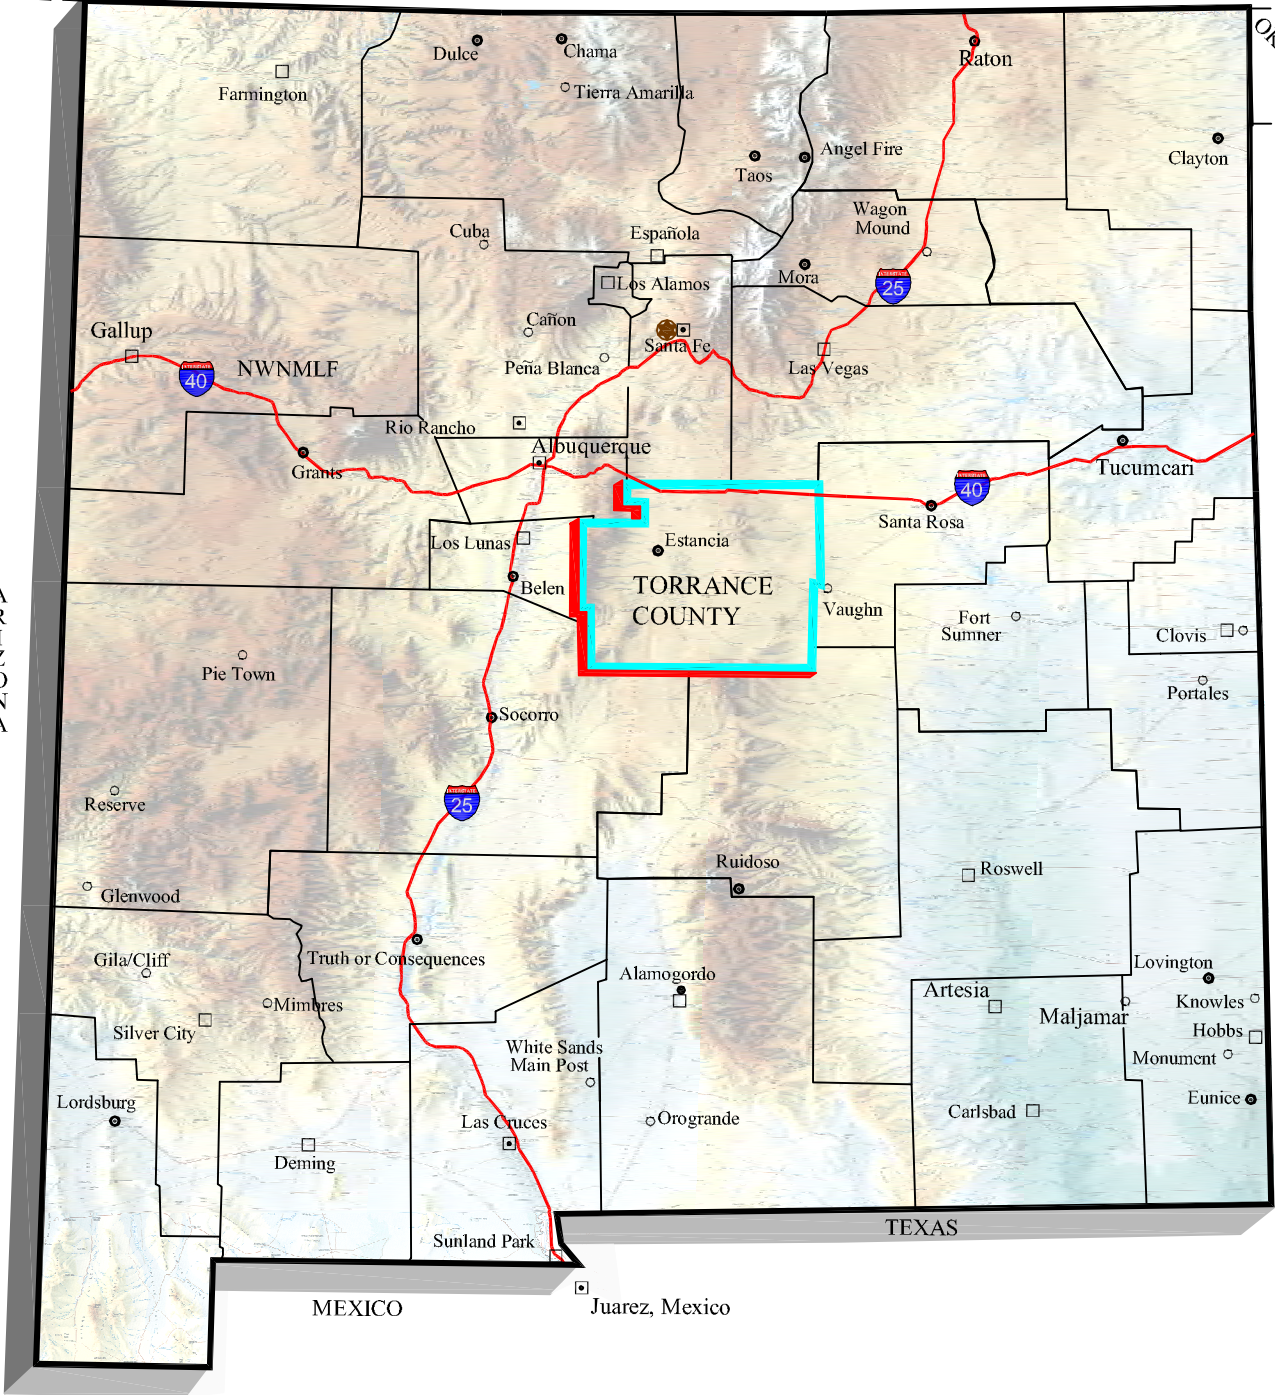 OK
Dulce
Chama
Raton
Farmington
Tierra Amarilla
Taos
Angel Fire
Clayton
Cuba
Española
Wagon
Mound
Los Alamos
Mora
INTERSTATE
25
Gallup
Cañon
Santa Fe
Peña Blanca
Las Vegas
INTERSTATE
40
NWNMLF
Rio Rancho
Albuquerque
Grants
Tucumcari
INTERSTATE
40
Santa Rosa
Los Lunas
Estancia
Belen
TORRANCE
COUNTY
Vaughn
Fort
Sumner
Clovis
A
R
I
Z
O
N
A
Pie Town
Portales
Socorro
Reserve
INTERSTATE
25
Ruidoso
Roswell
Glenwood
Gila/Cliff
Truth or Consequences
Alamogordo
Lovington
Artesia
Mimbres
Knowles
Silver City
Maljamar
Hobbs
White Sands
Main Post
Monument
Lordsburg
Las Cruces
Orogrande
Carlsbad
Eunice
Deming
Sunland Park
TEXAS
MEXICO
Juarez, Mexico